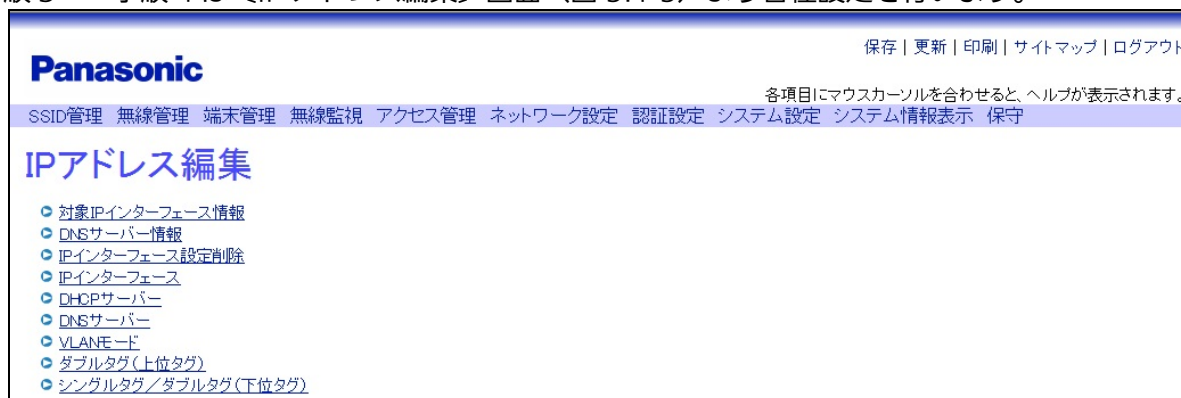 保存 | 更新 | 印刷 | サイトマップ | ログアウト
Panasonic
各項目にマウスカーソルを合わせると、ヘルプが表示されます。
SSID管理 無線管理 端末管理 無線監視 アクセス管理 ネットワーク設定 認証設定 システム設定 システム情報表示 保守
IPアドレス編集
対象IPインターフェース情報
DNSサーバー情報
IPインターフェース設定削除
IPインターフェース
DHCPサーバー
DNSサーバー
VLANモード
ダブルタグ(上位タグ)
シングルタグ／ダブルタグ(下位タグ)